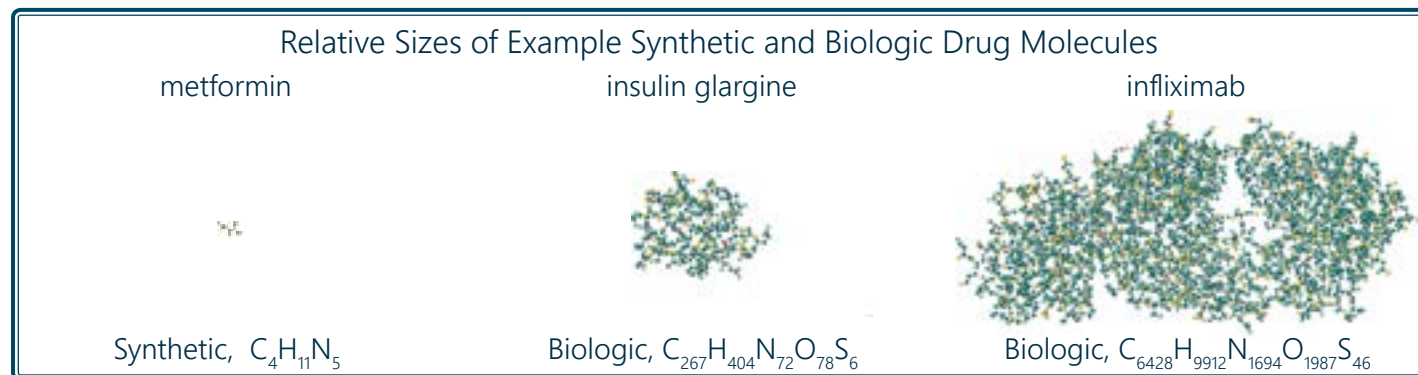 Relative Sizes of Example Synthetic and Biologic Drug Molecules
metformin insulin glargine infliximab
Synthetic, C₄H₁₁N₅ Biologic, C₂₆₇H₄₀₄N₇₂O₇₈S₆ Biologic, C₆₄₂₈H₉₉₁₂N₁₆₉₄O₁₉₈₇S₄₆